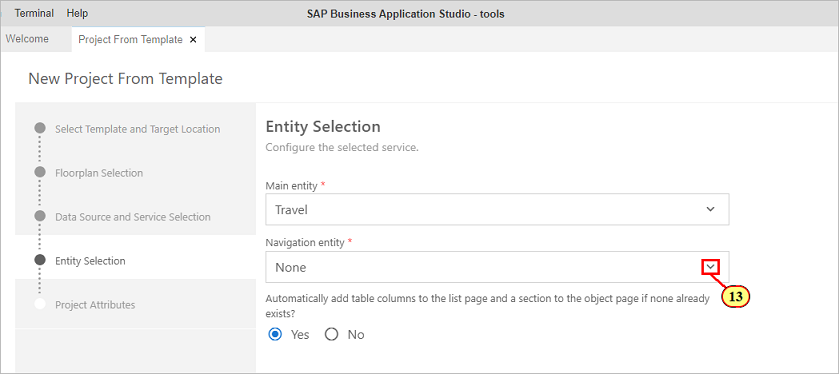 Terminal Help SAP Business Application Studio - tools
Welcome Project From Template ×
New Project From Template
Select Template and Target Location
Floorplan Selection
Data Source and Service Selection
Entity Selection
Project Attributes
Entity Selection
Configure the selected service.
Main entity *
Travel
Navigation entity *
None
13
Automatically add table columns to the list page and a section to the object page if none already
exists?
Yes No